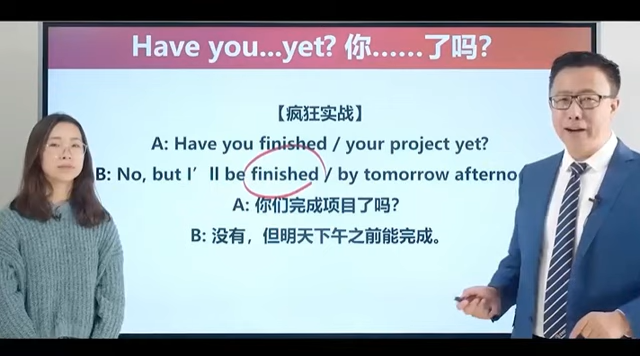 Have you...yet? 你……了吗?
【疯狂实战】
A: Have you finished / your project yet?
B: No, but I'll be finished / by tomorrow afterno
A: 你们完成项目了吗?
B: 没有，但明天下午之前能完成。